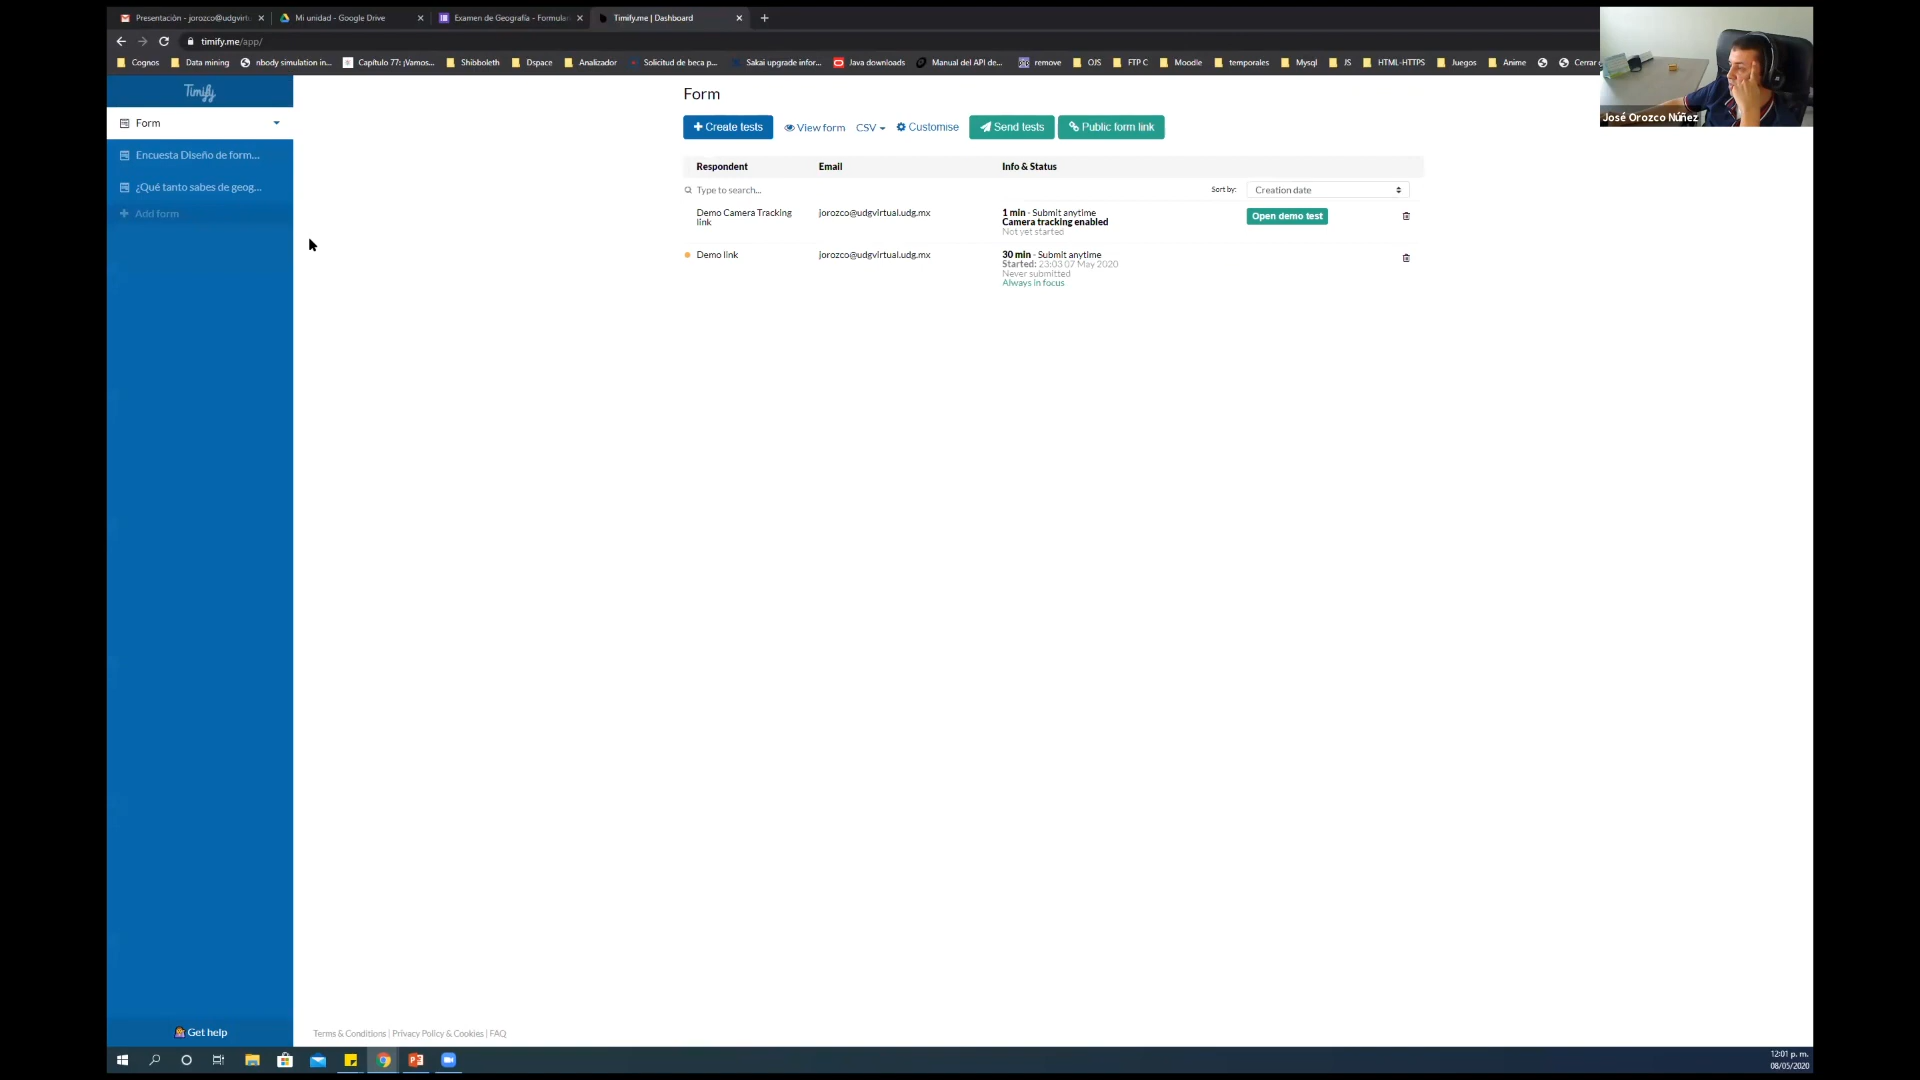 Presentación - jorozco@udgvirtu
Mi unidad - Google Drive
Examen de Geografía - Formular
Timify.me | Dashboard
timify.me/app/
Cognos
Data mining
nbody simulation in...
Capítulo 77: ¡Vamos...
Shibboleth
Dspace
Analizador
Solicitud de beca p...
Sakai upgrade infor...
Java downloads
Manual del API de...
remove
OJS
FTP C
Moodle
temporales
Mysql
JS
HTML-HTTPS
Juegos
Anime
Cerrar
José Orozco Núñez
Timify
Form
Encuesta Diseño de form...
¿Qué tanto sabes de geog...
Add form
Get help
Form
Create tests
View form
CSV
Customise
Send tests
Public form link
Respondent
Email
Info & Status
Type to search...
Sort by:
Creation date
Demo Camera Tracking
link
jorozco@udgvirtual.udg.mx
1 min - Submit anytime
Camera tracking enabled
Not yet started
Open demo test
Demo link
jorozco@udgvirtual.udg.mx
30 min - Submit anytime
Started: 23:03 07 May 2020
Never submitted
Always in focus
Terms & Conditions | Privacy Policy & Cookies | FAQ
12:01 p. m.
08/05/2020